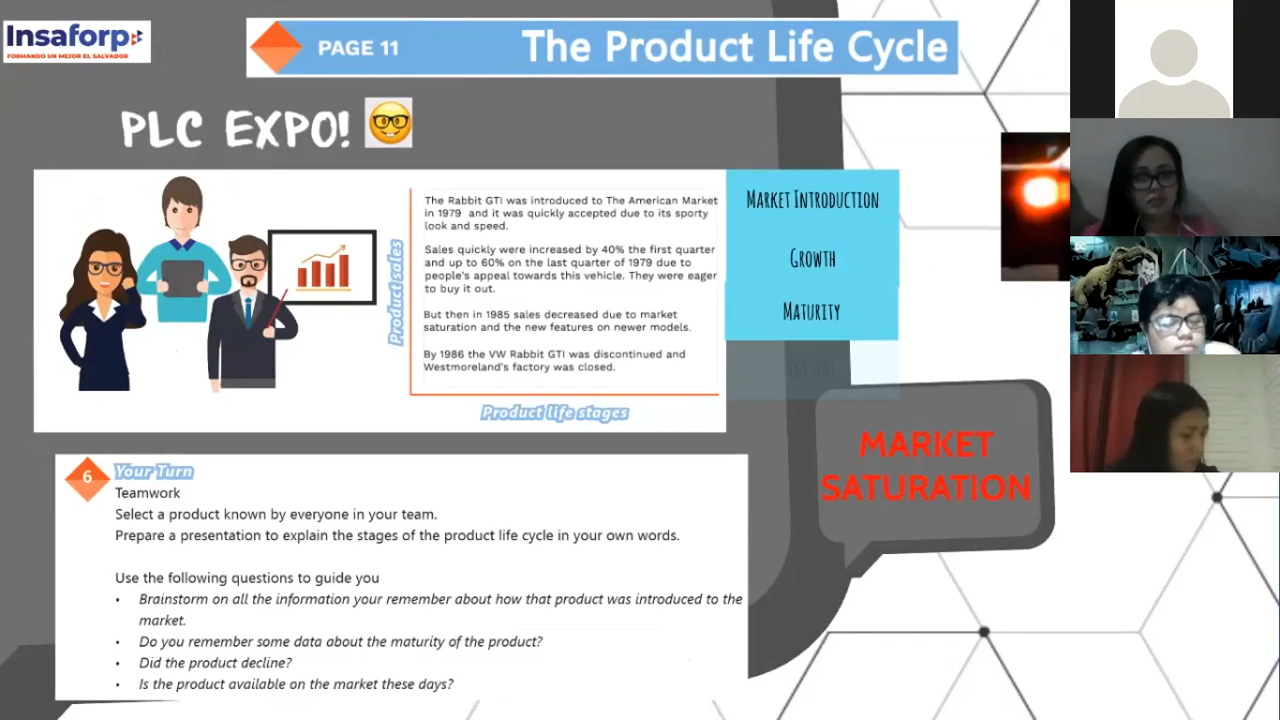 Insaforp
FORMANDO UN MEJOR EL SALVADOR
PAGE 11
The Product Life Cycle
PLC EXPO!
Product sales
The Rabbit GTI was introduced to The American Market
in 1979 and it was quickly accepted due to its sporty
look and speed.
Sales quickly were increased by 40% the first quarter
and up to 60% on the last quarter of 1979 due to
people's appeal towards this vehicle. They were eager
to buy it out.
But then in 1985 sales decreased due to market
saturation and the new features on newer models.
By 1986 the VW Rabbit GTI was discontinued and
Westmoreland's factory was closed.
Product life stages
MARKET INTRODUCTION
GROWTH
MATURITY
MARKET
SATURATION
6
Your Turn
Teamwork
Select a product known by everyone in your team.
Prepare a presentation to explain the stages of the product life cycle in your own words.
Use the following questions to guide you
• Brainstorm on all the information your remember about how that product was introduced to the
market.
• Do you remember some data about the maturity of the product?
• Did the product decline?
• Is the product available on the market these days?